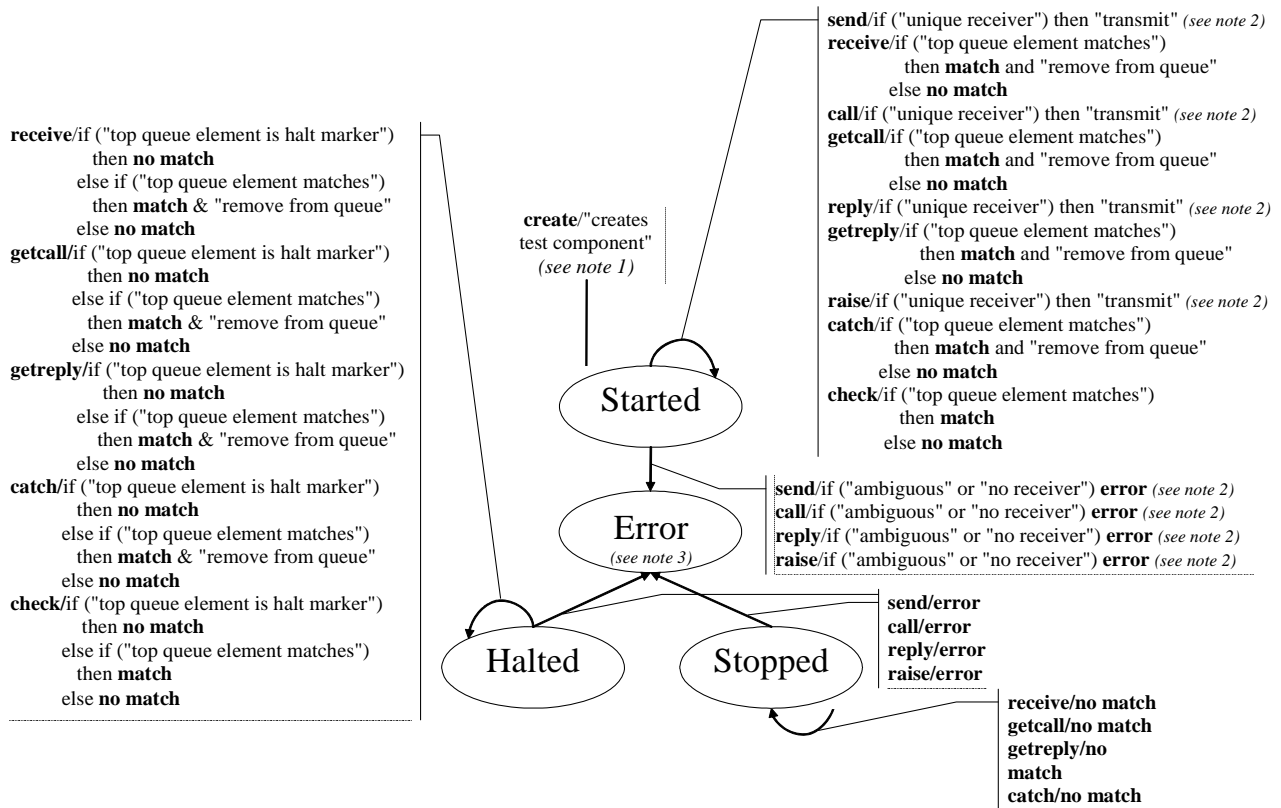 send/if ("unique receiver") then "transmit" (see note 2)
receive/if ("top queue element matches")
then match and "remove from queue"
else no match
call/if ("unique receiver") then "transmit" (see note 2)
getcall/if ("top queue element matches")
then match and "remove from queue"
else no match
reply/if ("unique receiver") then "transmit" (see note 2)
getreply/if ("top queue element matches")
then match and "remove from queue"
else no match
raise/if ("unique receiver") then "transmit" (see note 2)
catch/if ("top queue element matches")
then match and "remove from queue"
else no match
check/if ("top queue element matches")
then match
else no match
receive/if ("top queue element is halt marker")
then no match
else if ("top queue element matches")
then match & "remove from queue"
else no match
getcall/if ("top queue element is halt marker")
then no match
else if ("top queue element matches")
then match & "remove from queue"
else no match
getreply/if ("top queue element is halt marker")
then no match
else if ("top queue element matches")
then match & "remove from queue"
else no match
catch/if ("top queue element is halt marker")
then no match
else if ("top queue element matches")
then match & "remove from queue"
else no match
check/if ("top queue element is halt marker")
then no match
else if ("top queue element matches")
then match
else no match
create/"creates
test component"
(see note 1)
Started
Error
(see note 3)
send/if ("ambiguous" or "no receiver") error (see note 2)
call/if ("ambiguous" or "no receiver") error (see note 2)
reply/if ("ambiguous" or "no receiver") error (see note 2)
raise/if ("ambiguous" or "no receiver") error (see note 2)
Halted
Stopped
send/error
call/error
reply/error
raise/error
receive/no match
getcall/no match
getreply/no
match
catch/no match